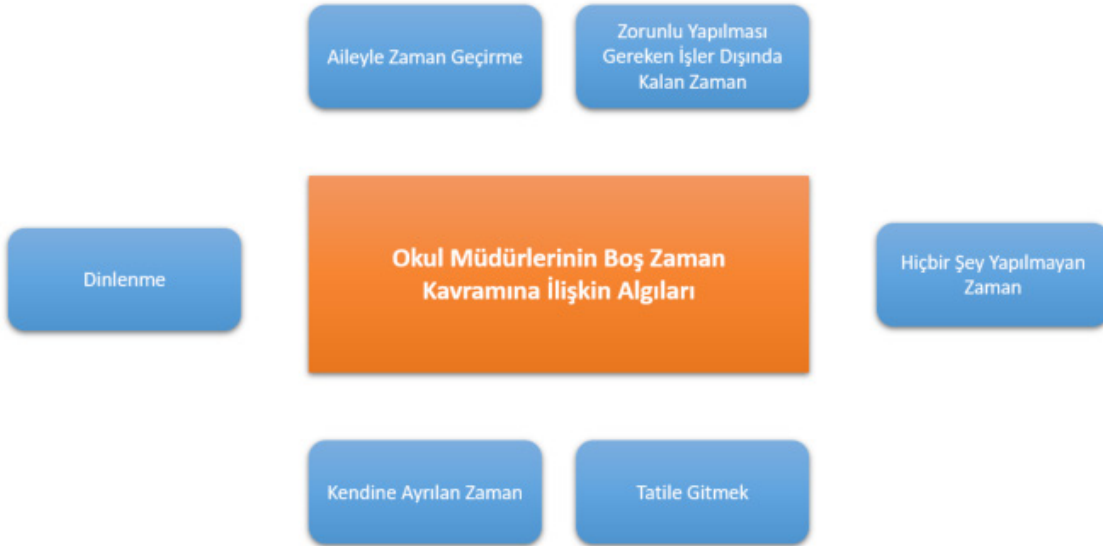 Aileyle Zaman Geçirme
Zorunlu Yapılması
Gereken İşler Dışında
Kalan Zaman
Dinlenme
Okul Müdürlerinin Boş Zaman
Kavramına İlişkin Algıları
Hiçbir Şey Yapılmayan
Zaman
Kendine Ayrılan Zaman
Tatile Gitmek